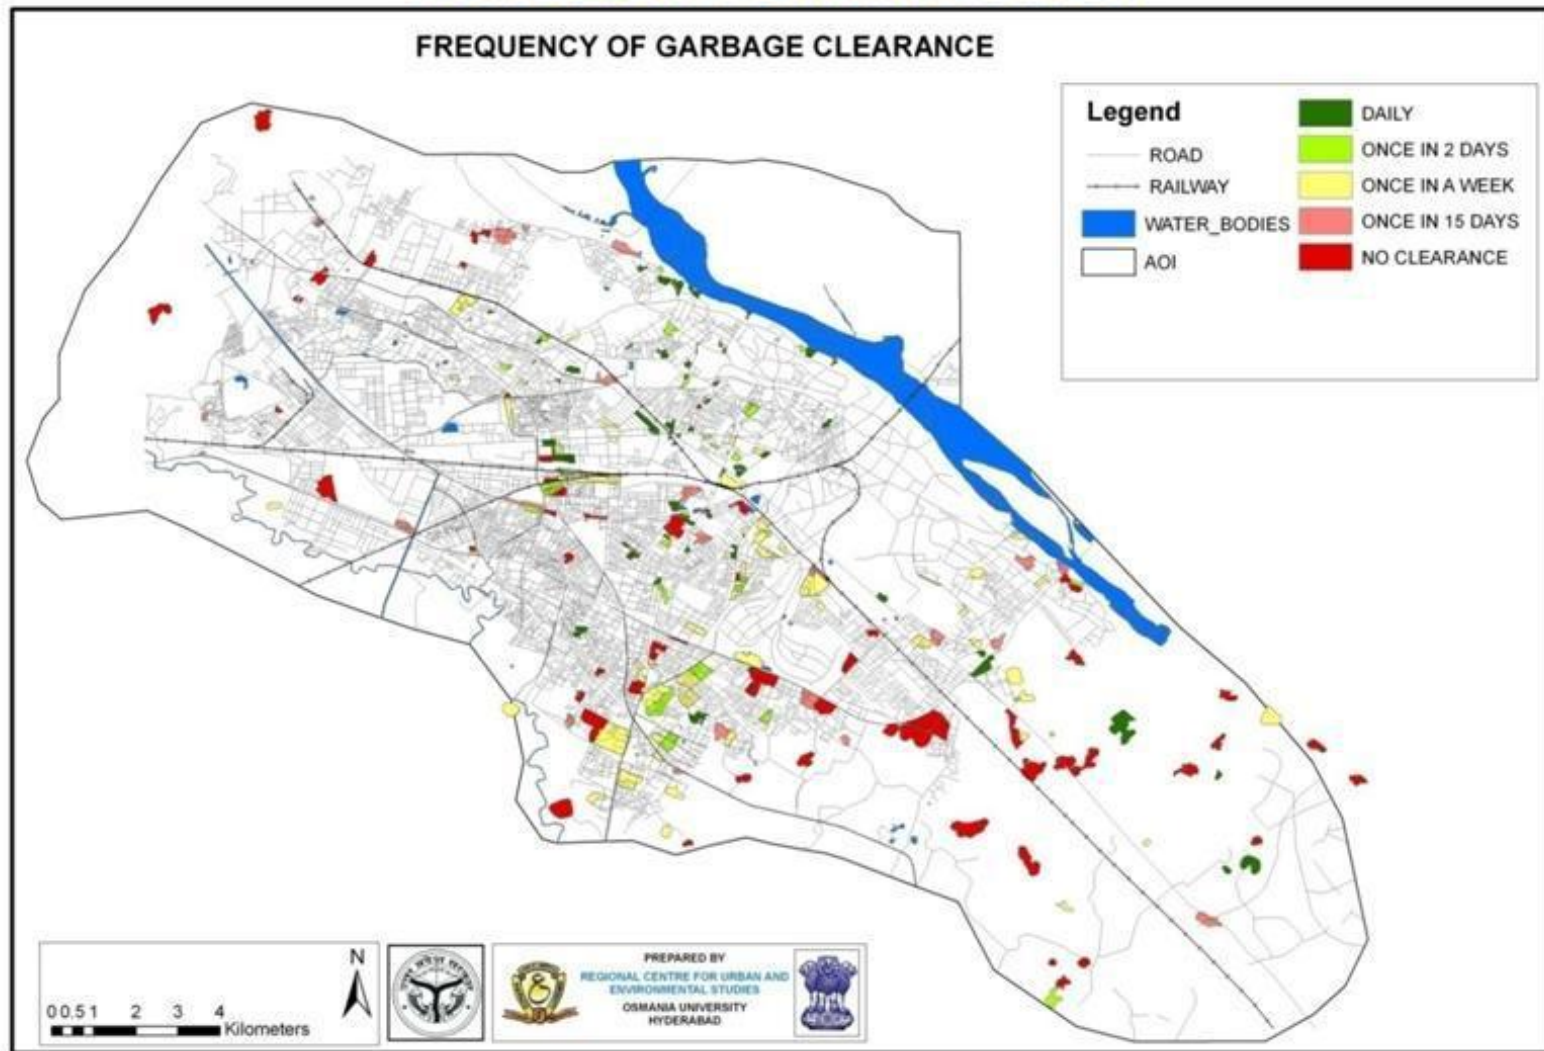 FREQUENCY OF GARBAGE CLEARANCE
Legend
ROAD
RAILWAY
WATER_BODIES
AOI
DAILY
ONCE IN 2 DAYS
ONCE IN A WEEK
ONCE IN 15 DAYS
NO CLEARANCE
N
0 0.5 1 2 3 4
Kilometers
PREPARED BY
REGIONAL CENTRE FOR URBAN AND
ENVIRONMENTAL STUDIES
OSMANIA UNIVERSITY
HYDERABAD